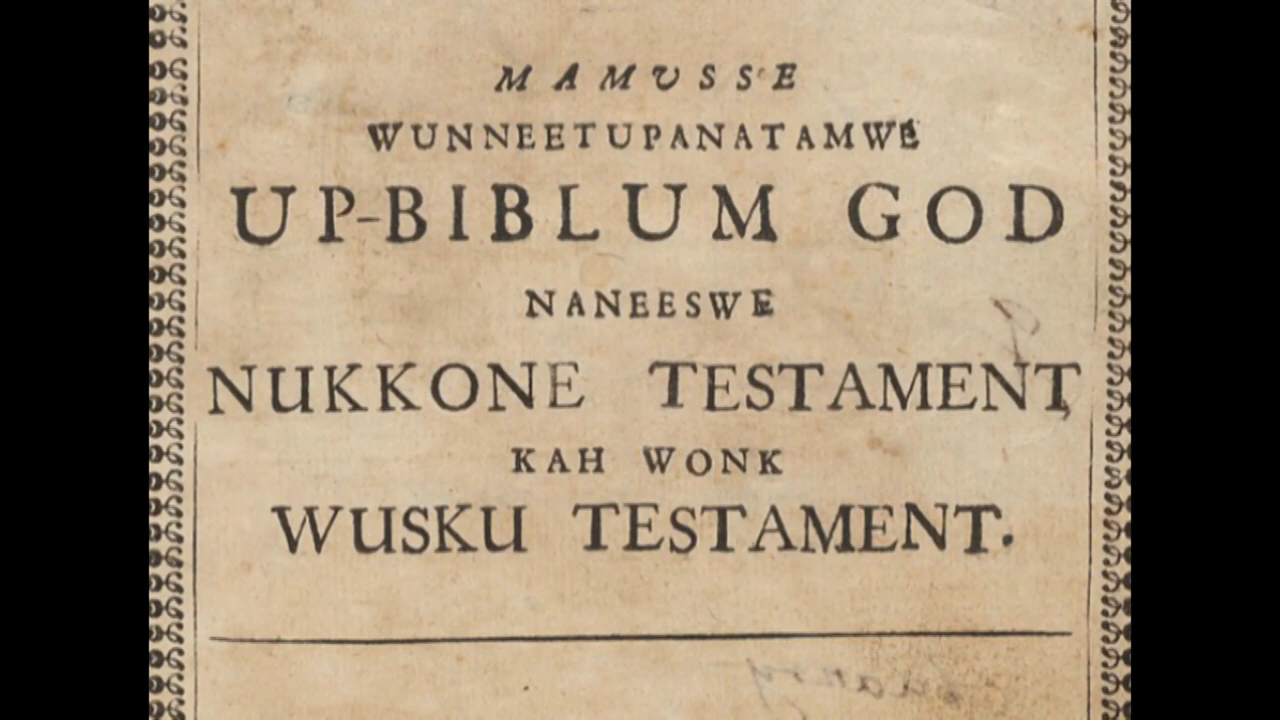 MAMUSSE
WUNNEETUPANATAMWE
UP-BIBLUM GOD
NANEESWE
NUKKONE TESTAMENT
KAH WONK
WUSKU TESTAMENT.